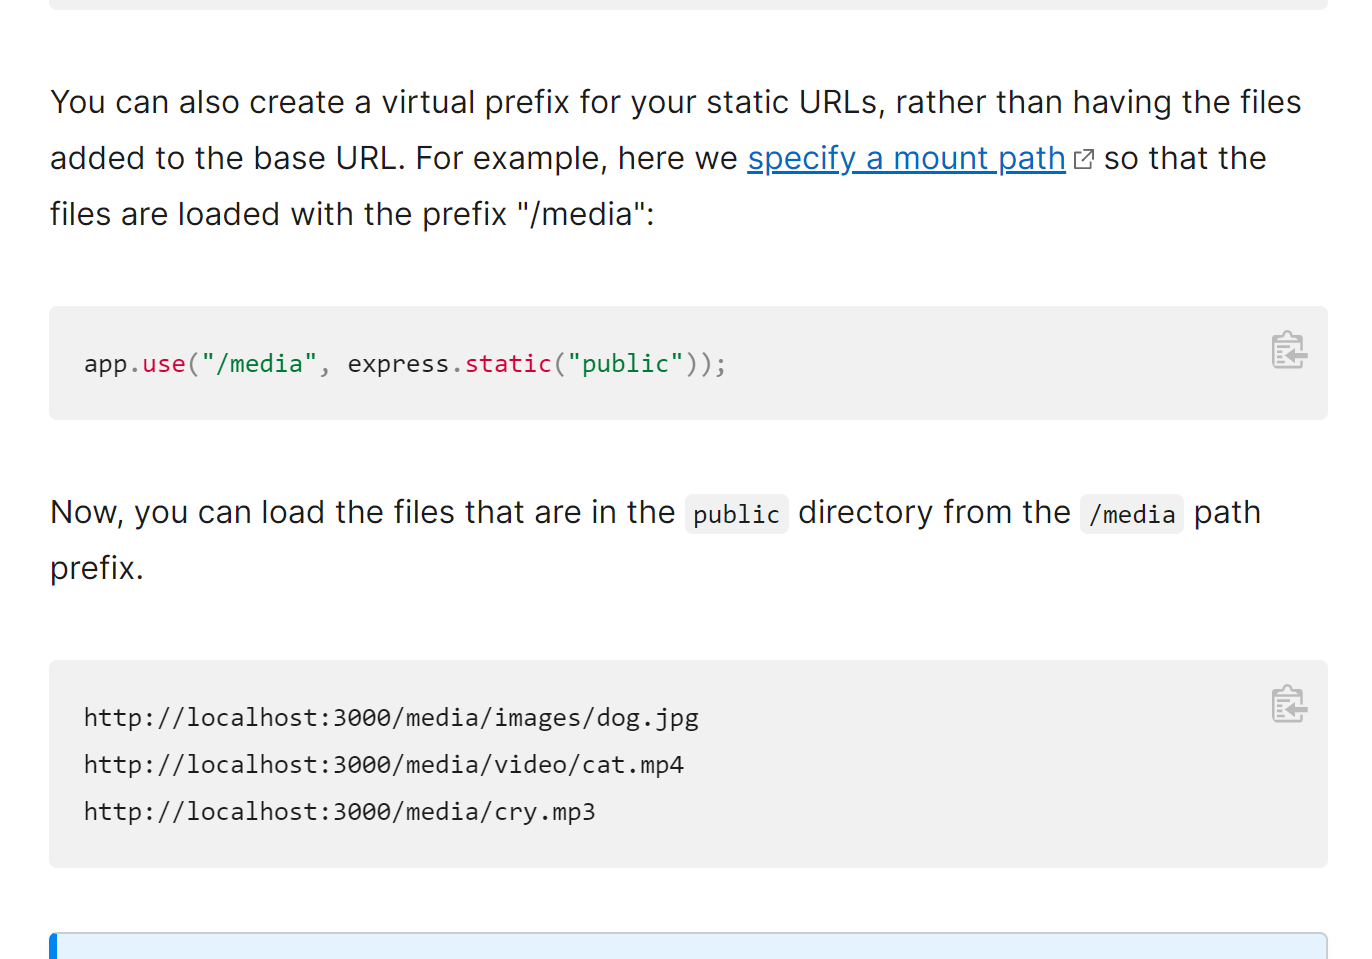 You can also create a virtual prefix for your static URLs, rather than having the files
added to the base URL. For example, here we specify a mount path so that the
files are loaded with the prefix "/media":
app.use("/media", express.static("public"));
Now, you can load the files that are in the public directory from the /media path
prefix.
http://localhost:3000/media/images/dog.jpg
http://localhost:3000/media/video/cat.mp4
http://localhost:3000/media/cry.mp3